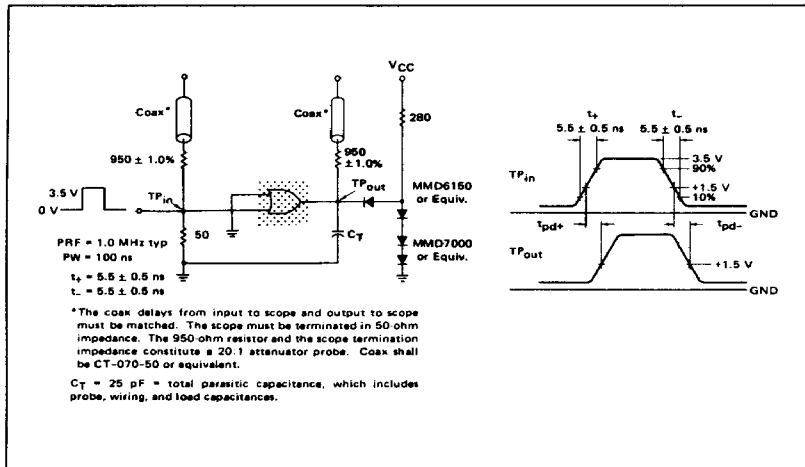 Coax*
950 ± 1.0%
3.5 V
0 V
TPin
50
PRF = 1.0 MHz typ
PW = 100 ns
t+ = 5.5 ± 0.5 ns
t− = 5.5 ± 0.5 ns
Coax*
950
±1.0%
TPout
CT
VCC
280
MMD6150
or Equiv.
MMD7000
or Equiv.
*The coax delays from input to scope and output to scope
must be matched. The scope must be terminated in 50-ohm
impedance. The 950-ohm resistor and the scope termination
impedance constitute a 20:1 attenuator probe. Coax shall
be CT-070-50 or equivalent.
CT = 25 pF = total parasitic capacitance, which includes
probe, wiring, and load capacitances.
t+
5.5 ± 0.5 ns
t−
5.5 ± 0.5 ns
TPin
3.5 V
90%
+1.5 V
10%
GND
tpd+
tpd−
TPout
+1.5 V
GND